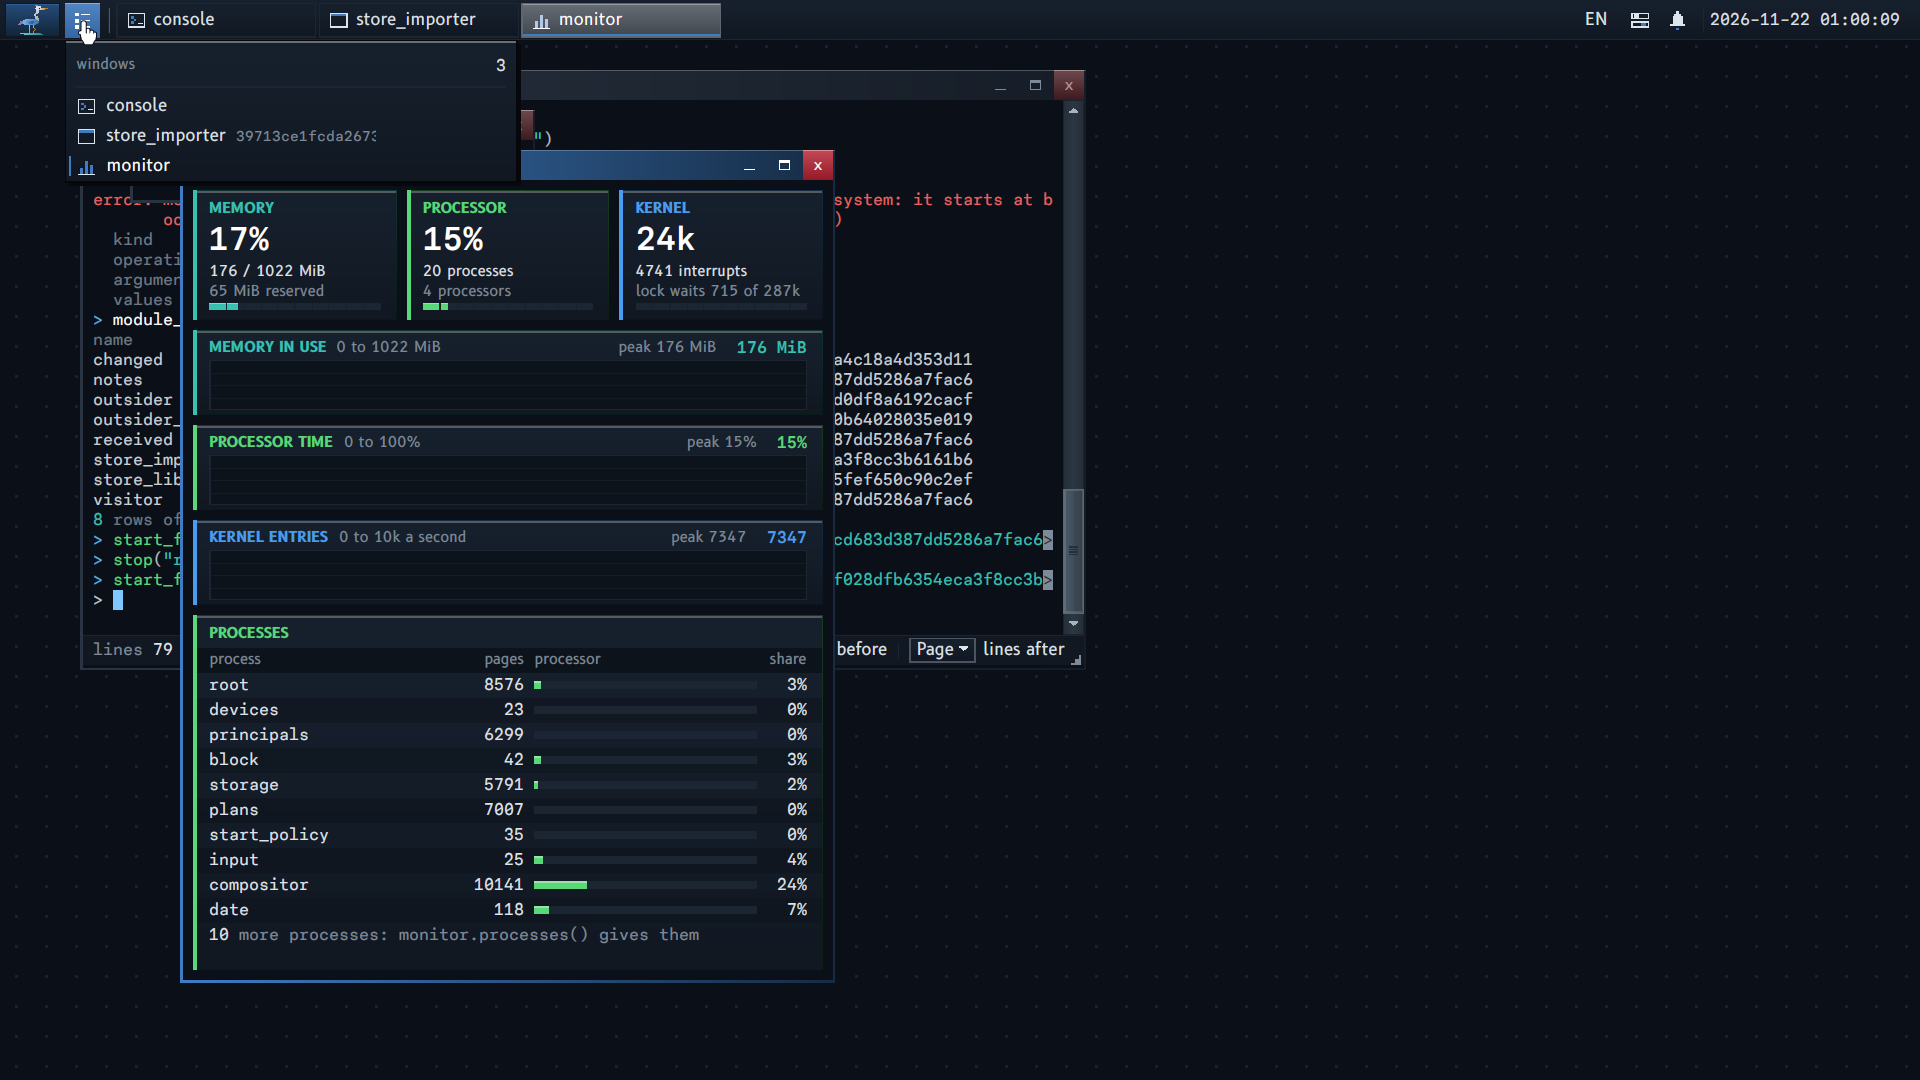 console
store_importer
monitor
EN
2026-11-22 01:00:09
windows
3
console
store_importer 39713ce1fcda2673
monitor
x
")
x
error:
system: it starts at b
)
kind
operati
argumen
values
> module_
name
changed
a4c18a4d353d11
notes
87dd5286a7fac6
outsider
d0df8a6192cacf
outsider_
0b64028035e019
received
87dd5286a7fac6
store_imp
a3f8cc3b6161b6
store_lib
5fef650c90c2ef
visitor
87dd5286a7fac6
8 rows of
> start_f
cd683d387dd5286a7fac6>
> stop("r
> start_f
f028dfb6354eca3f8cc3b>
>
lines 79
before
Page
lines after
MEMORY
17%
176 / 1022 MiB
65 MiB reserved
PROCESSOR
15%
20 processes
4 processors
KERNEL
24k
4741 interrupts
lock waits 715 of 287k
MEMORY IN USE 0 to 1022 MiB peak 176 MiB 176 MiB
PROCESSOR TIME 0 to 100% peak 15% 15%
KERNEL ENTRIES 0 to 10k a second peak 7347 7347
PROCESSES
process pages processor share
root 8576 3%
devices 23 0%
principals 6299 0%
block 42 3%
storage 5791 2%
plans 7007 0%
start_policy 35 0%
input 25 4%
compositor 10141 24%
date 118 7%
10 more processes: monitor.processes() gives them